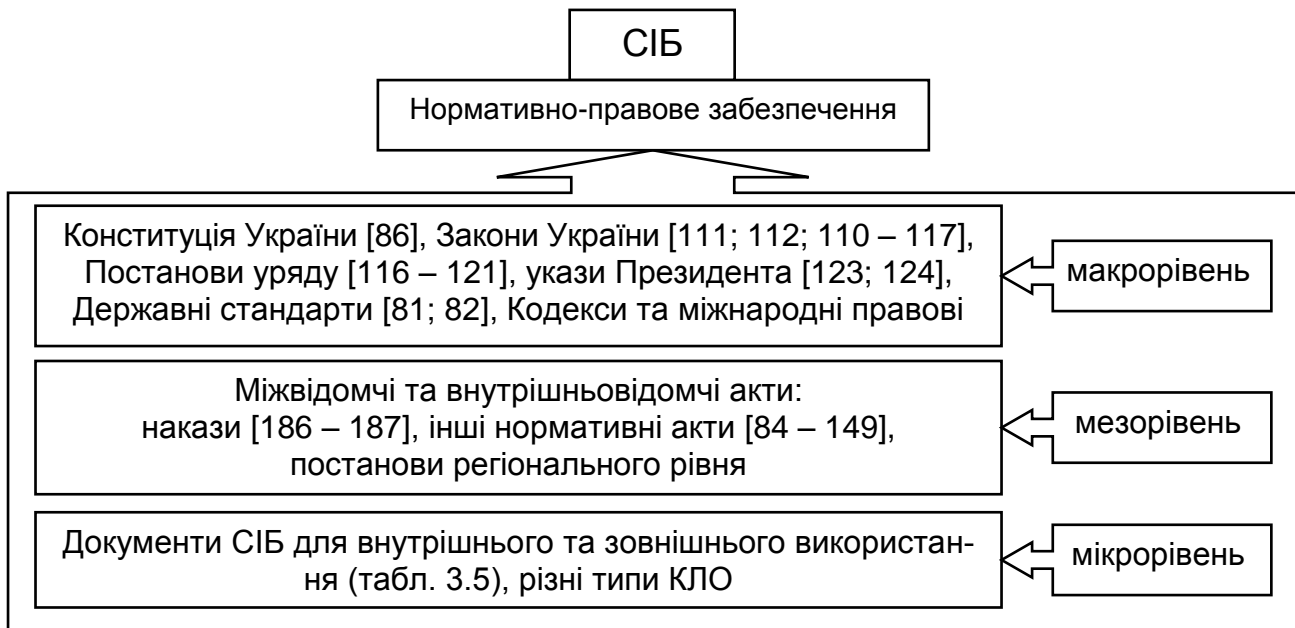 СІБ
Нормативно-правове забезпечення
Конституція України [86], Закони України [111; 112; 110 – 117],
Постанови уряду [116 – 121], укази Президента [123; 124],
Державні стандарти [81; 82], Кодекси та міжнародні правові
макрорівень
Міжвідомчі та внутрішньовідомчі акти:
накази [186 – 187], інші нормативні акти [84 – 149],
постанови регіонального рівня
мезорівень
Документи СІБ для внутрішнього та зовнішнього використан-
ня (табл. 3.5), різні типи КЛО
мікрорівень